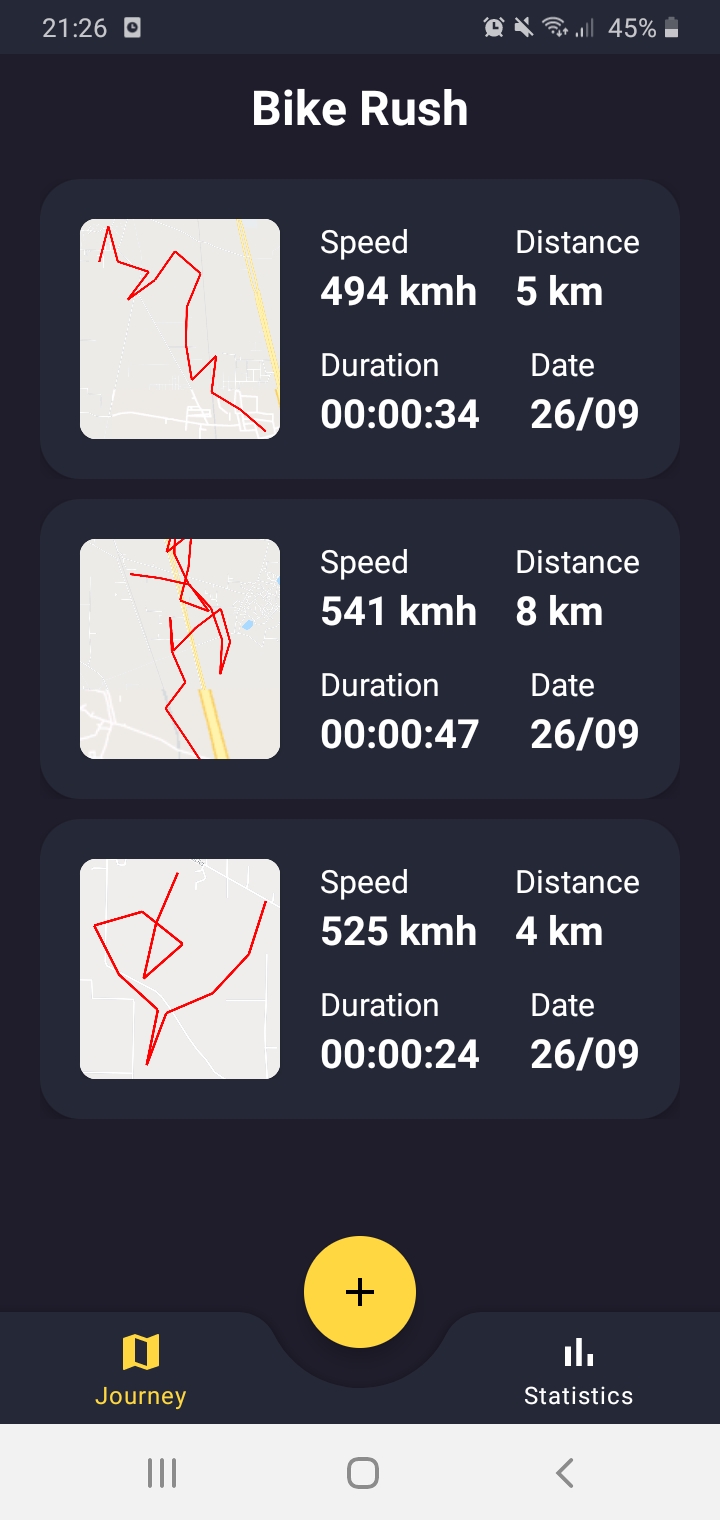 21:26 45%
Bike Rush
Speed Distance
494 kmh 5 km
Duration Date
00:00:34 26/09
Speed Distance
541 kmh 8 km
Duration Date
00:00:47 26/09
Speed Distance
525 kmh 4 km
Duration Date
00:00:24 26/09
+
Journey Statistics